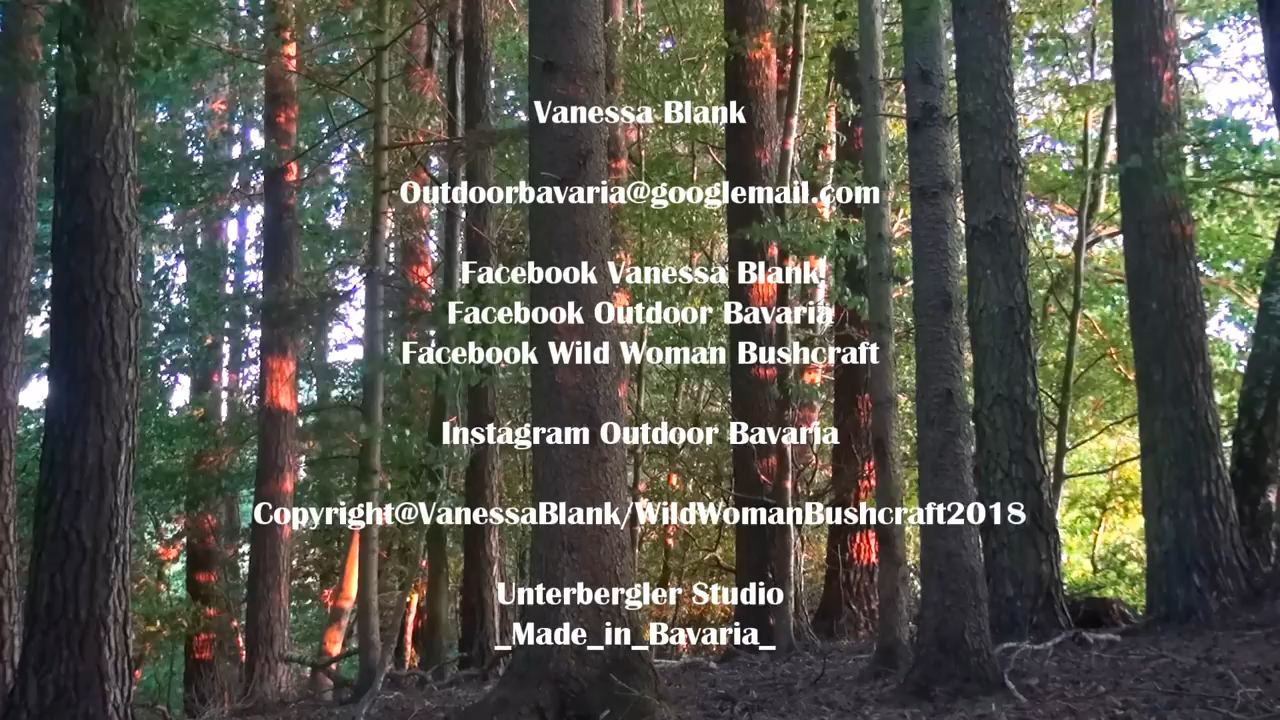 Vanessa Blank
Outdoorbavaria@googlemail.com
Facebook Vanessa Blank!
Facebook Outdoor Bavaria
Facebook Wild Woman Bushcraft
Instagram Outdoor Bavaria
Copyright@VanessaBlank/WildWomanBushcraft2018
Unterbergler Studio
_Made_in_Bavaria_